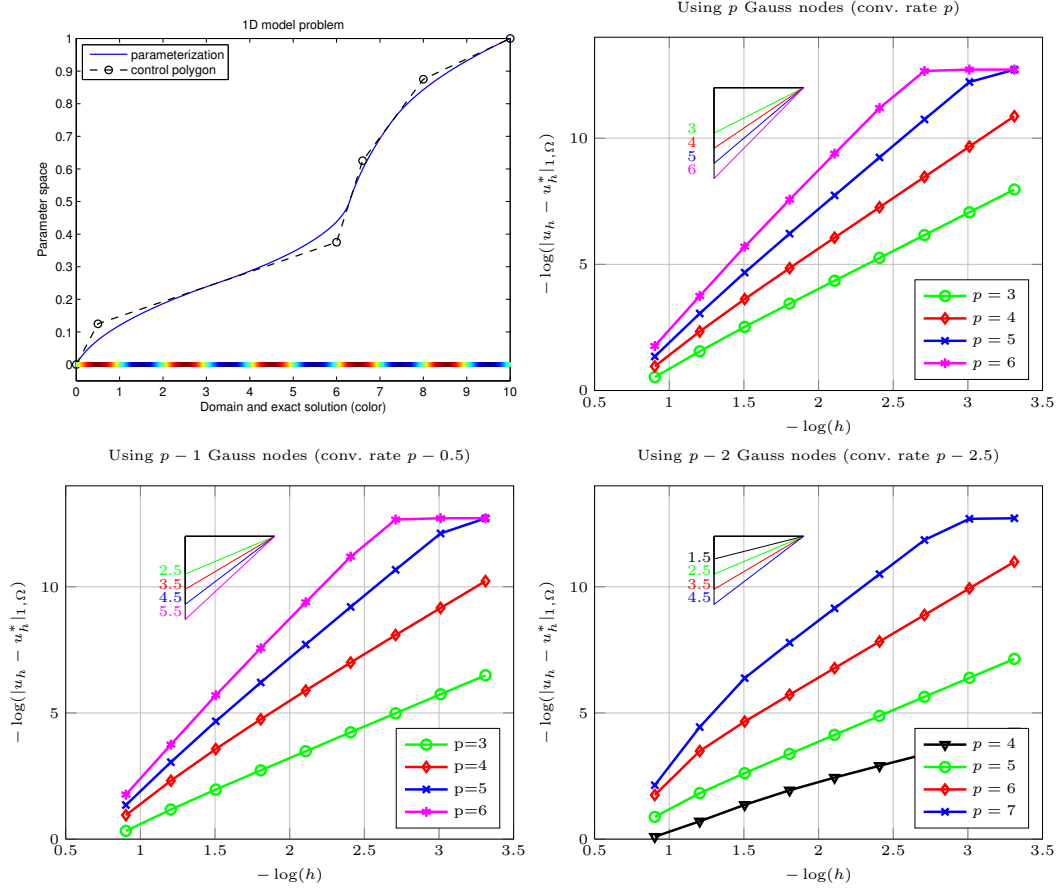 1D model problem
parameterization
control polygon
Parameter space
1
0.9
0.8
0.7
0.6
0.5
0.4
0.3
0.2
0.1
0
0 1 2 3 4 5 6 7 8 9 10
Domain and exact solution (color)
Using p Gauss nodes (conv. rate p)
− log(|u_h − u_h^*|_{1,Ω})
10
5
0
3
4
5
6
p = 3
p = 4
p = 5
p = 6
0.5 1 1.5 2 2.5 3 3.5
− log(h)
Using p − 1 Gauss nodes (conv. rate p − 0.5)
− log(|u_h − u_h^*|_{1,Ω})
10
5
0
2.5
3.5
4.5
5.5
p=3
p=4
p=5
p=6
0.5 1 1.5 2 2.5 3 3.5
− log(h)
Using p − 2 Gauss nodes (conv. rate p − 2.5)
− log(|u_h − u_h^*|_{1,Ω})
10
5
0
1.5
2.5
3.5
4.5
p = 4
p = 5
p = 6
p = 7
0.5 1 1.5 2 2.5 3 3.5
− log(h)